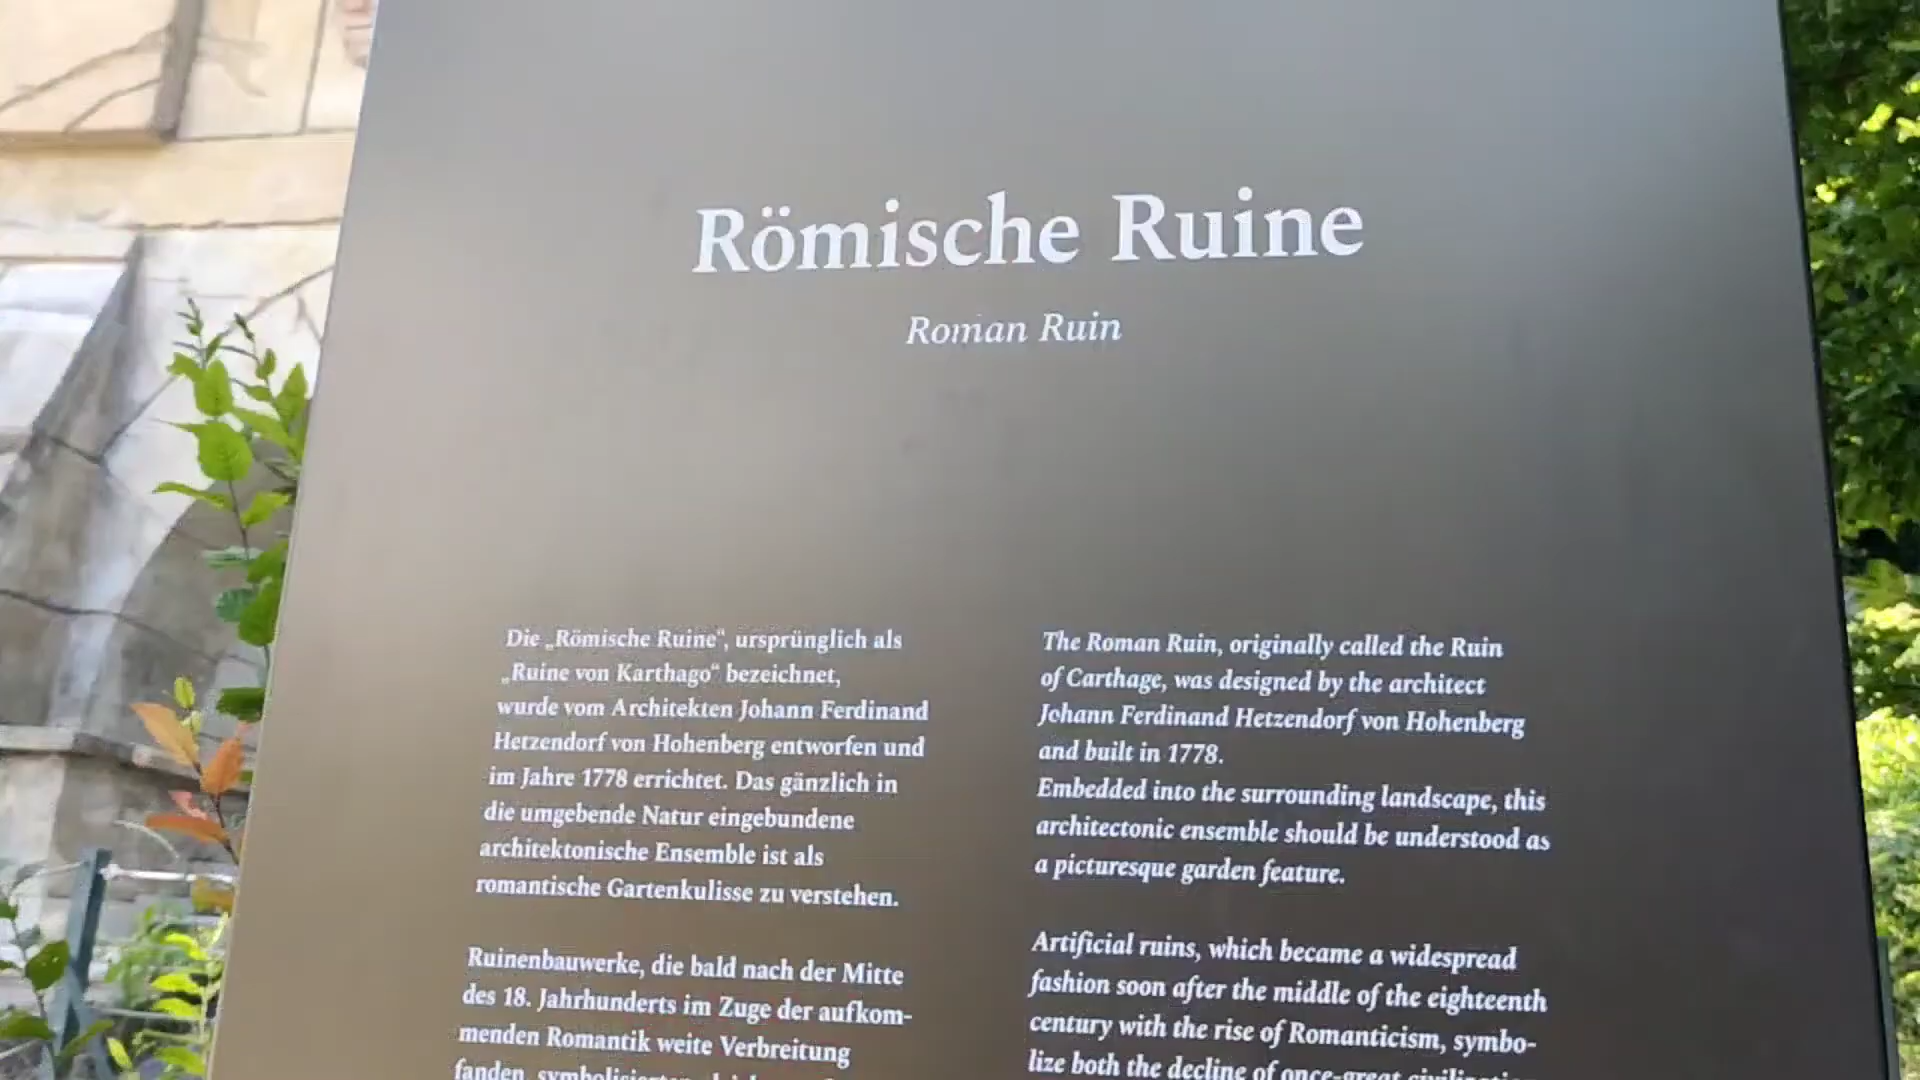 Römische Ruine
Roman Ruin
Die „Römische Ruine“, ursprünglich als
„Ruine von Karthago“ bezeichnet,
wurde vom Architekten Johann Ferdinand
Hetzendorf von Hohenberg entworfen und
im Jahre 1778 errichtet. Das gänzlich in
die umgebende Natur eingebundene
architektonische Ensemble ist als
romantische Gartenkulisse zu verstehen.
Ruinenbauwerke, die bald nach der Mitte
des 18. Jahrhunderts im Zuge der aufkom-
menden Romantik weite Verbreitung
fanden,
The Roman Ruin, originally called the Ruin
of Carthage, was designed by the architect
Johann Ferdinand Hetzendorf von Hohenberg
and built in 1778.
Embedded into the surrounding landscape, this
architectonic ensemble should be understood as
a picturesque garden feature.
Artificial ruins, which became a widespread
fashion soon after the middle of the eighteenth
century with the rise of Romanticism, symbo-
lize both the decline of once-great